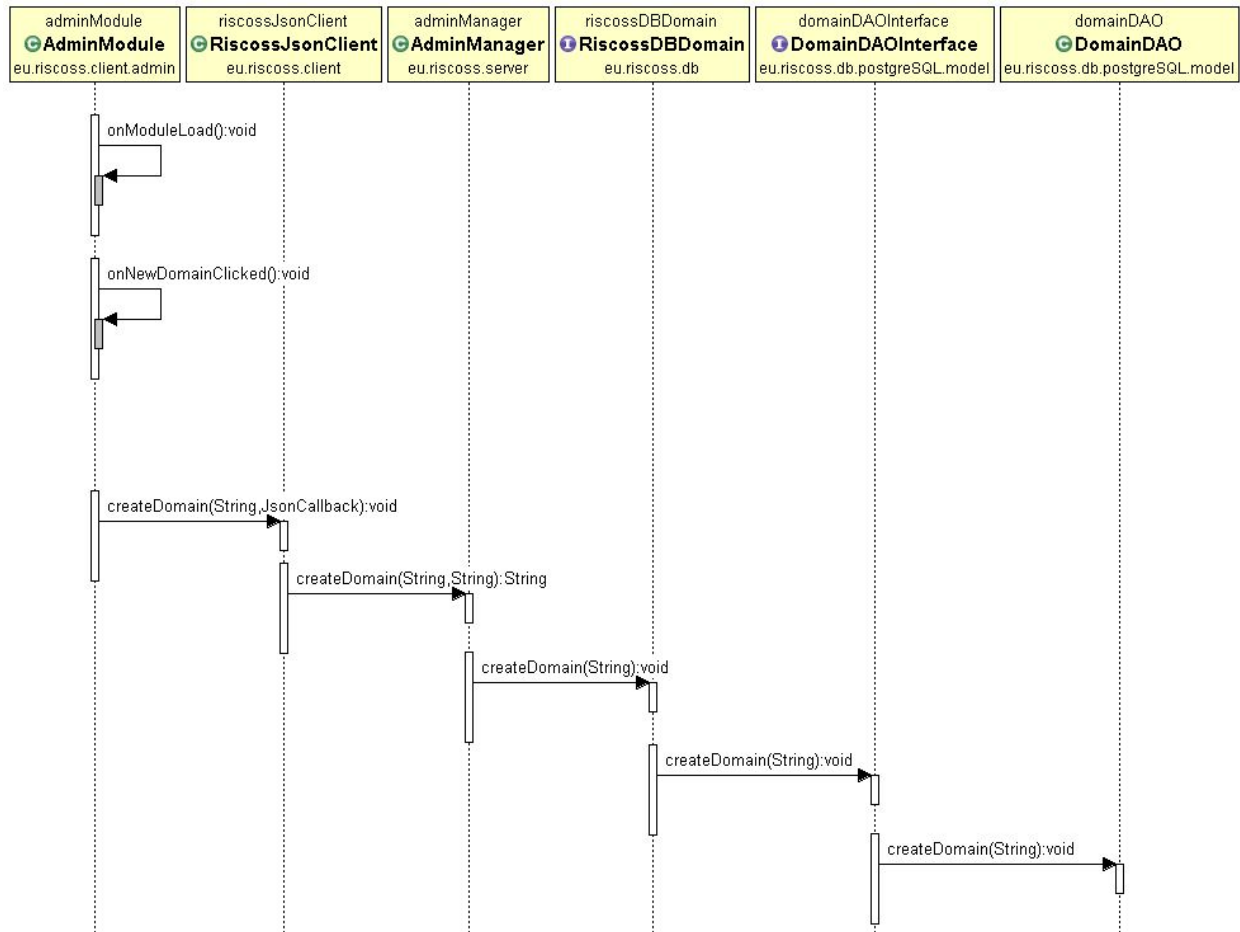 adminModule
AdminModule
eu.riscoss.client.admin
riscossJsonClient
RiscossJsonClient
eu.riscoss.client
adminManager
AdminManager
eu.riscoss.server
riscossDBDomain
RiscossDBDomain
eu.riscoss.db
domainDAOInterface
DomainDAOInterface
eu.riscoss.db.postgreSQL.model
domainDAO
DomainDAO
eu.riscoss.db.postgreSQL.model
onModuleLoad():void
onNewDomainClicked():void
createDomain(String,JsonCallback):void
createDomain(String,String):String
createDomain(String):void
createDomain(String):void
createDomain(String):void